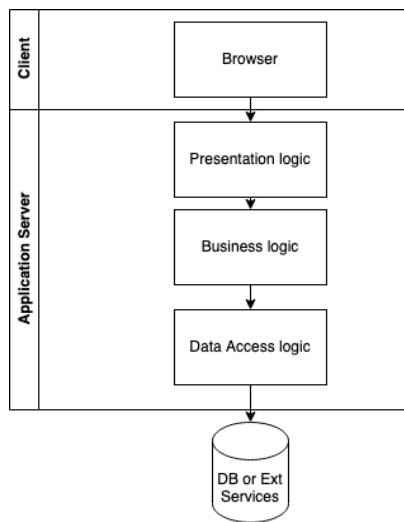 Client
Browser
Application Server
Presentation logic
Business logic
Data Access logic
DB or Ext
Services